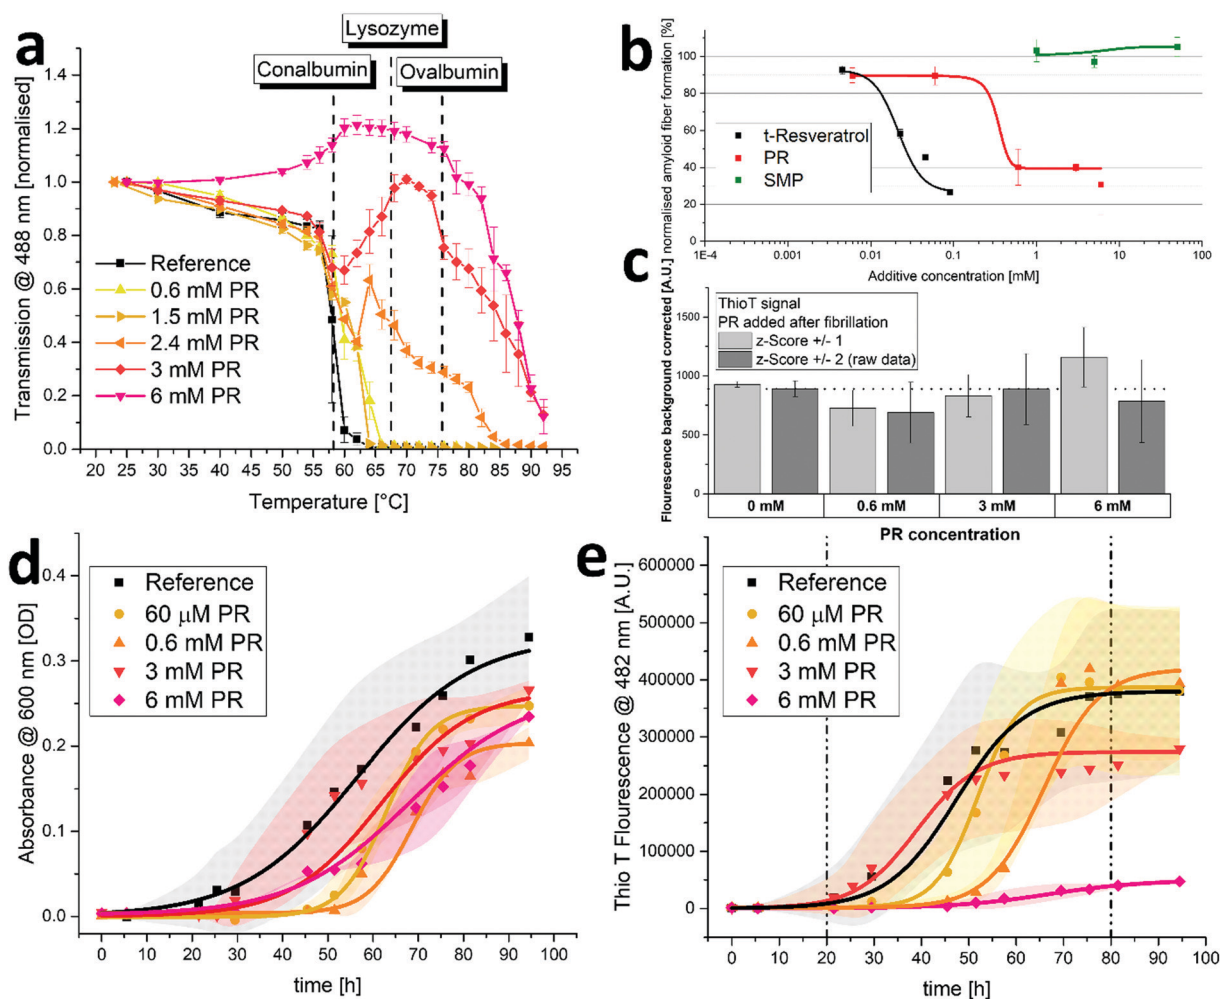 a
Lysozyme
Conalbumin
Ovalbumin
Transmission @ 488 nm [normalised]
1.4
1.2
1.0
0.8
0.6
0.4
0.2
0.0
Reference
0.6 mM PR
1.5 mM PR
2.4 mM PR
3 mM PR
6 mM PR
20 25 30 35 40 45 50 55 60 65 70 75 80 85 90 95
Temperature [°C]
b
normalised amyloid fiber formation [%]
100
80
60
40
20
t-Resveratrol
PR
SMP
1E-4 0.001 0.01 0.1 1 10 100
Additive concentration [mM]
c
Flourescence background corrected [A.U.]
1500
1000
500
0
ThioT signal
PR added after fibrillation
z-Score +/- 1
z-Score +/- 2 (raw data)
0 mM 0.6 mM 3 mM 6 mM
PR concentration
d
Absorbance @ 600 nm [OD]
0.4
0.3
0.2
0.1
0.0
Reference
60 μM PR
0.6 mM PR
3 mM PR
6 mM PR
0 10 20 30 40 50 60 70 80 90 100
time [h]
e
Thio T Flourescence @ 482 nm [A.U.]
600000
500000
400000
300000
200000
100000
0
Reference
60 μM PR
0.6 mM PR
3 mM PR
6 mM PR
0 10 20 30 40 50 60 70 80 90 100
time [h]